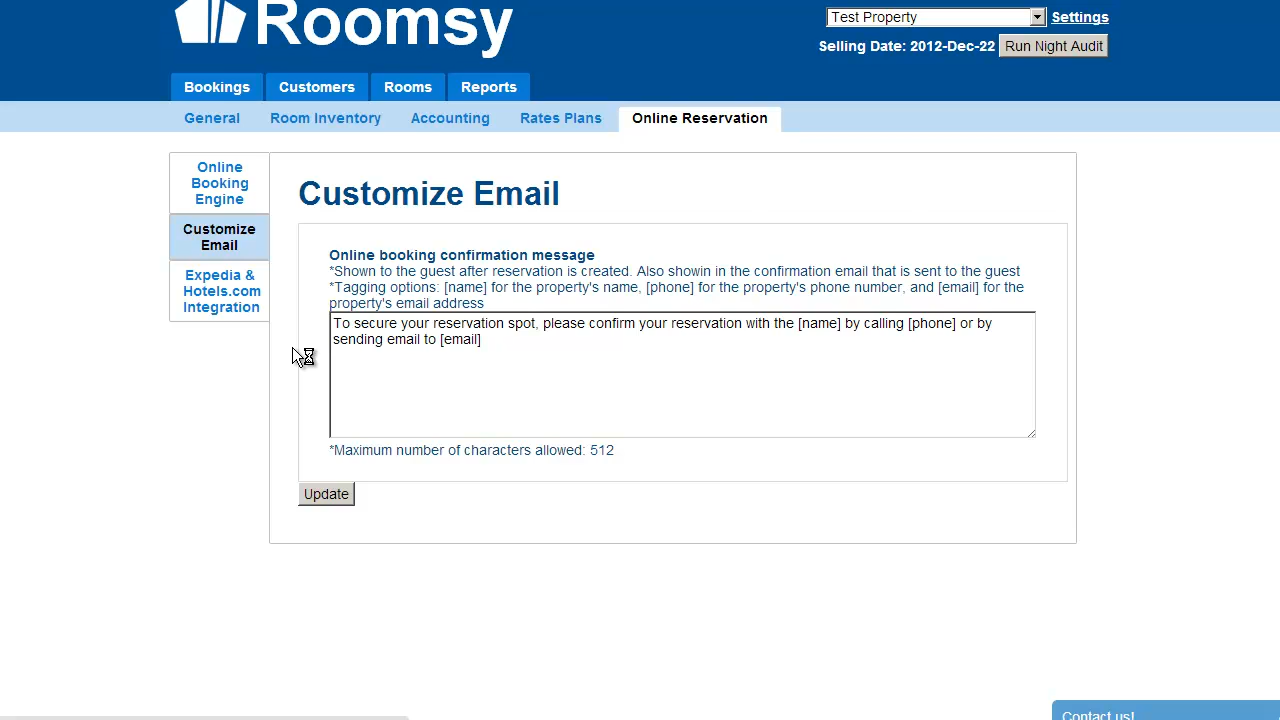 Roomsy
Test Property
Settings
Selling Date: 2012-Dec-22
Run Night Audit
Bookings
Customers
Rooms
Reports
General
Room Inventory
Accounting
Rates Plans
Online Reservation
Online
Booking
Engine
Customize
Email
Expedia &
Hotels.com
Integration
Customize Email
Online booking confirmation message
*Shown to the guest after reservation is created. Also showin in the confirmation email that is sent to the guest
*Tagging options: [name] for the property's name, [phone] for the property's phone number, and [email] for the
property's email address
To secure your reservation spot, please confirm your reservation with the [name] by calling [phone] or by
sending email to [email]
*Maximum number of characters allowed: 512
Update
Contact us!